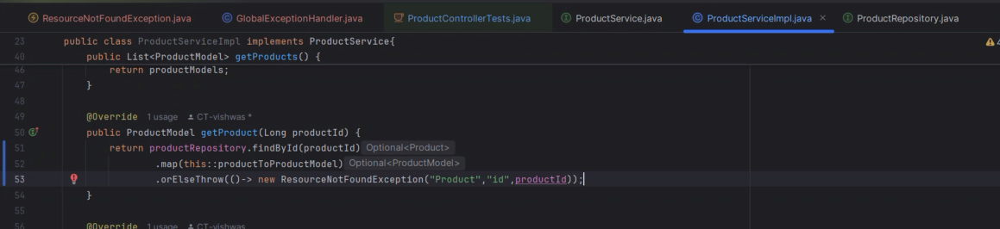 ResourceNotFoundException.java GlobalExceptionHandler.java ProductControllerTests.java ProductService.java ProductServiceImpl.java ProductRepository.java
23 public class ProductServiceImpl implements ProductService{ 4
40 public List<ProductModel> getProducts() {
46 return productModels;
47 }
48
49 @Override 1 usage CT-vishwas *
50 public ProductModel getProduct(Long productId) {
51 return productRepository.findById(productId) Optional<Product>
52 .map(this::productToProductModel) Optional<ProductModel>
53 .orElseThrow(()-> new ResourceNotFoundException("Product","id",productId));
54 }
55
56 @Override 1 usage CT-vishwas